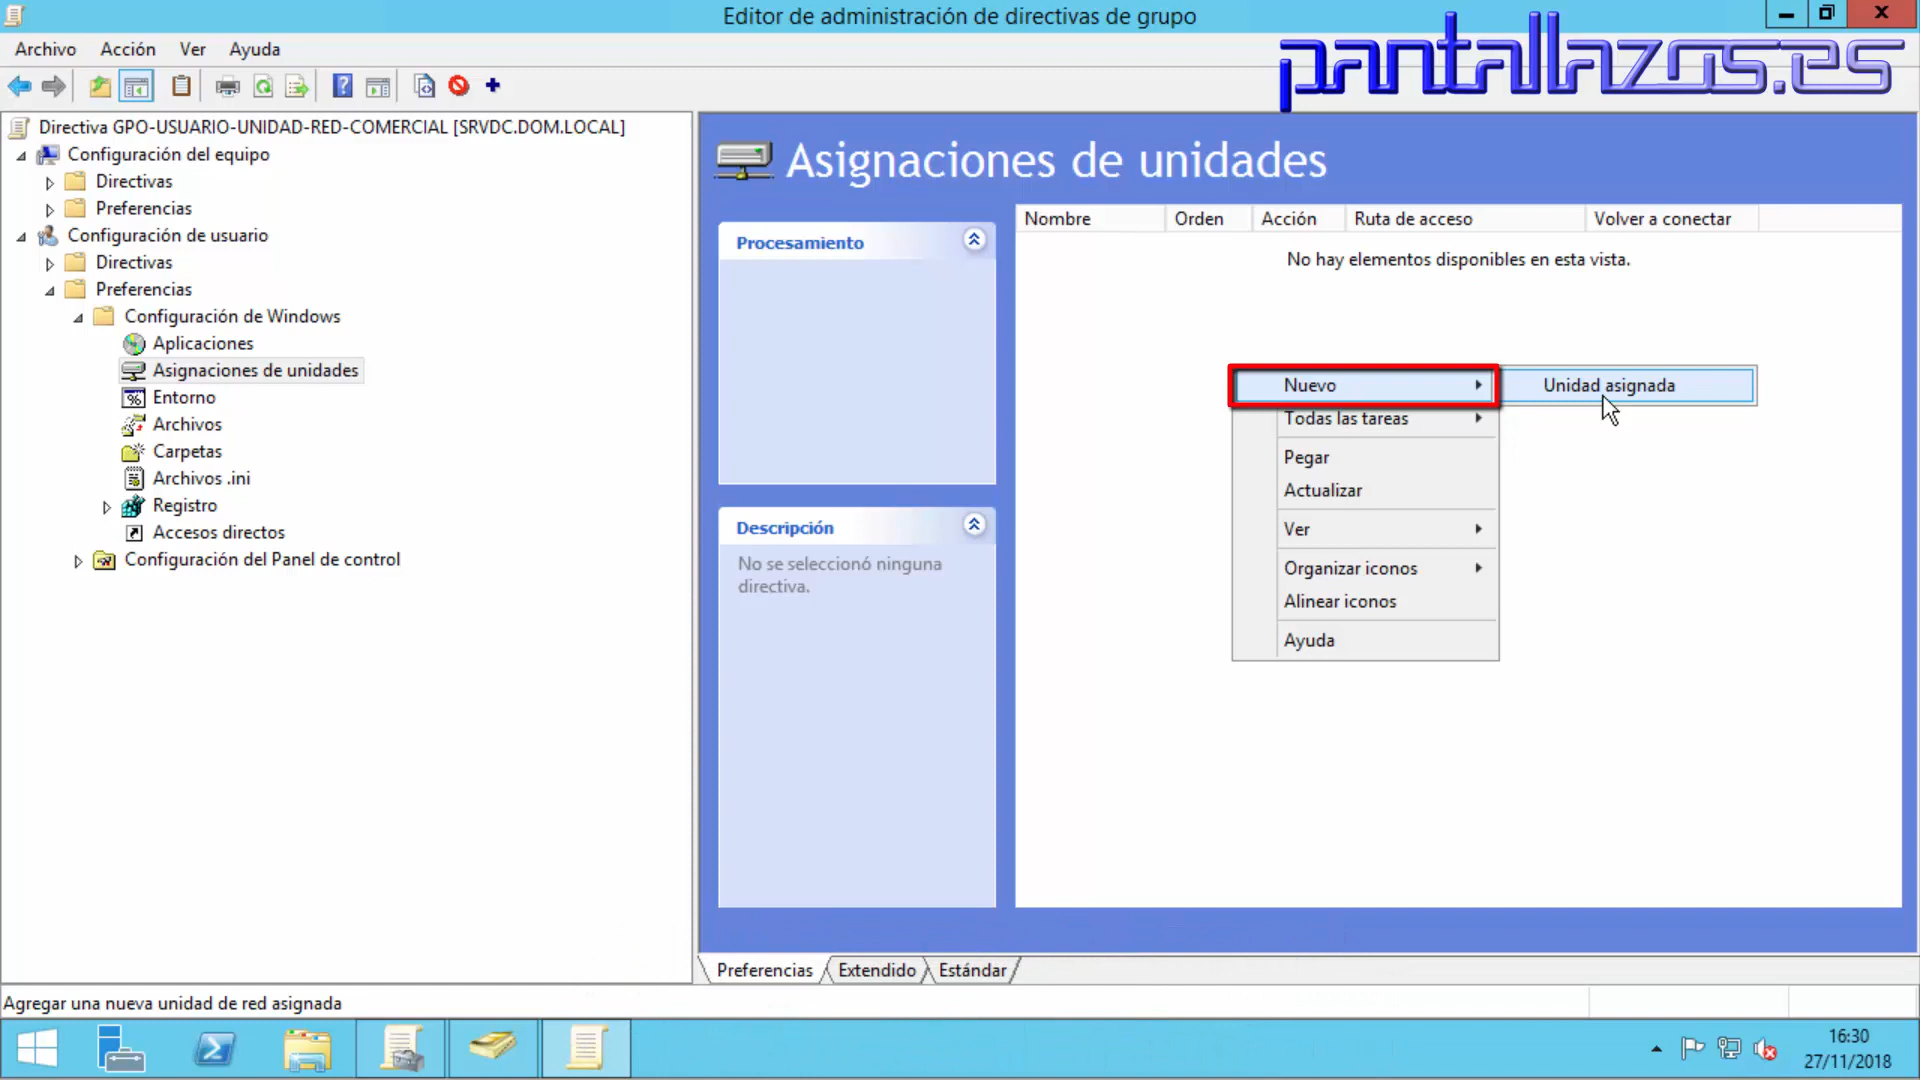 Editor de administración de directivas de grupo
pantallazos.es
Archivo Acción Ver Ayuda
Directiva GPO-USUARIO-UNIDAD-RED-COMERCIAL [SRVDC.DOM.LOCAL]
Configuración del equipo
Directivas
Preferencias
Configuración de usuario
Directivas
Preferencias
Configuración de Windows
Aplicaciones
Asignaciones de unidades
Entorno
Archivos
Carpetas
Archivos .ini
Registro
Accesos directos
Configuración del Panel de control
Asignaciones de unidades
Procesamiento
Descripción
No se seleccionó ninguna
directiva.
Nombre Orden Acción Ruta de acceso Volver a conectar
No hay elementos disponibles en esta vista.
Nuevo
Unidad asignada
Todas las tareas
Pegar
Actualizar
Ver
Organizar iconos
Alinear iconos
Ayuda
Preferencias Extendido Estándar
Agregar una nueva unidad de red asignada
16:30
27/11/2018